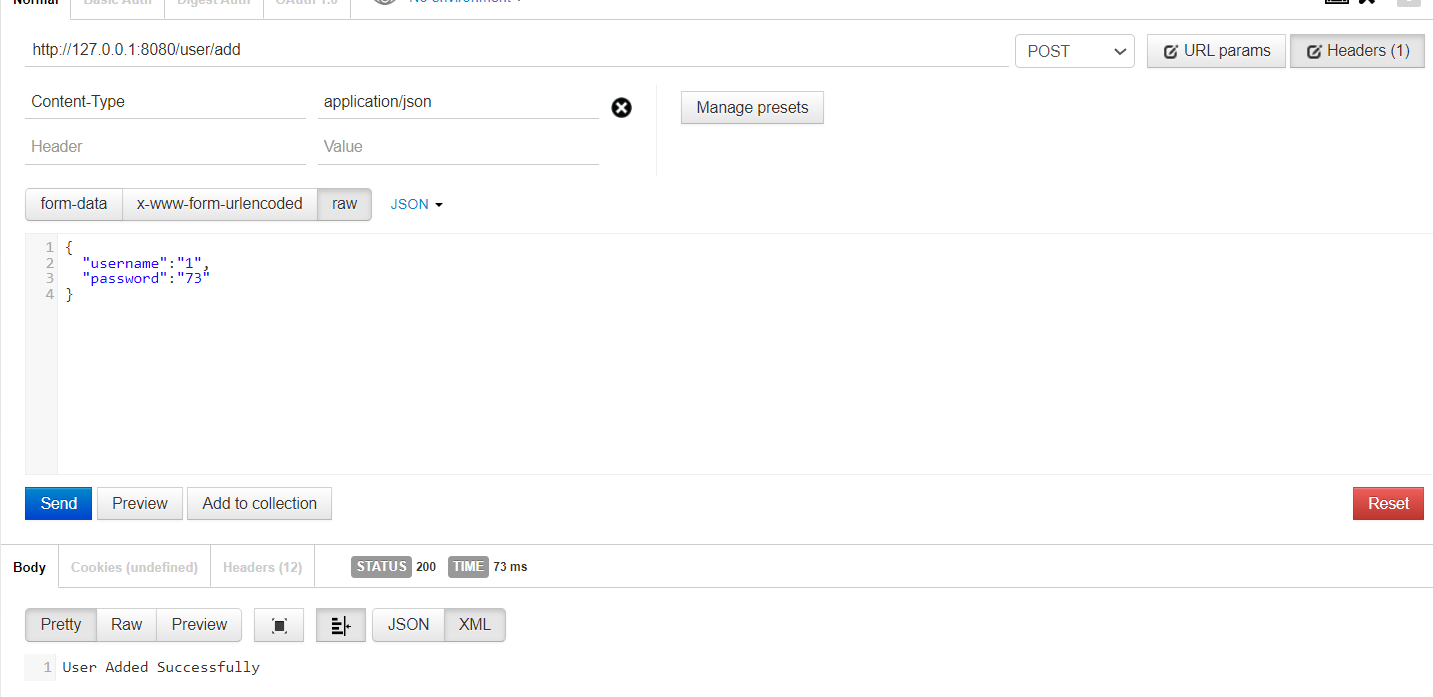 Normal Basic Auth Digest Auth OAuth 1.0 No environment
http://127.0.0.1:8080/user/add POST URL params Headers (1)
Content-Type application/json Manage presets
Header Value
form-data x-www-form-urlencoded raw JSON
1 {
2 "username":"1",
3 "password":"73"
4 }
Send Preview Add to collection Reset
Body Cookies (undefined) Headers (12) STATUS 200 TIME 73 ms
Pretty Raw Preview JSON XML
1 User Added Successfully